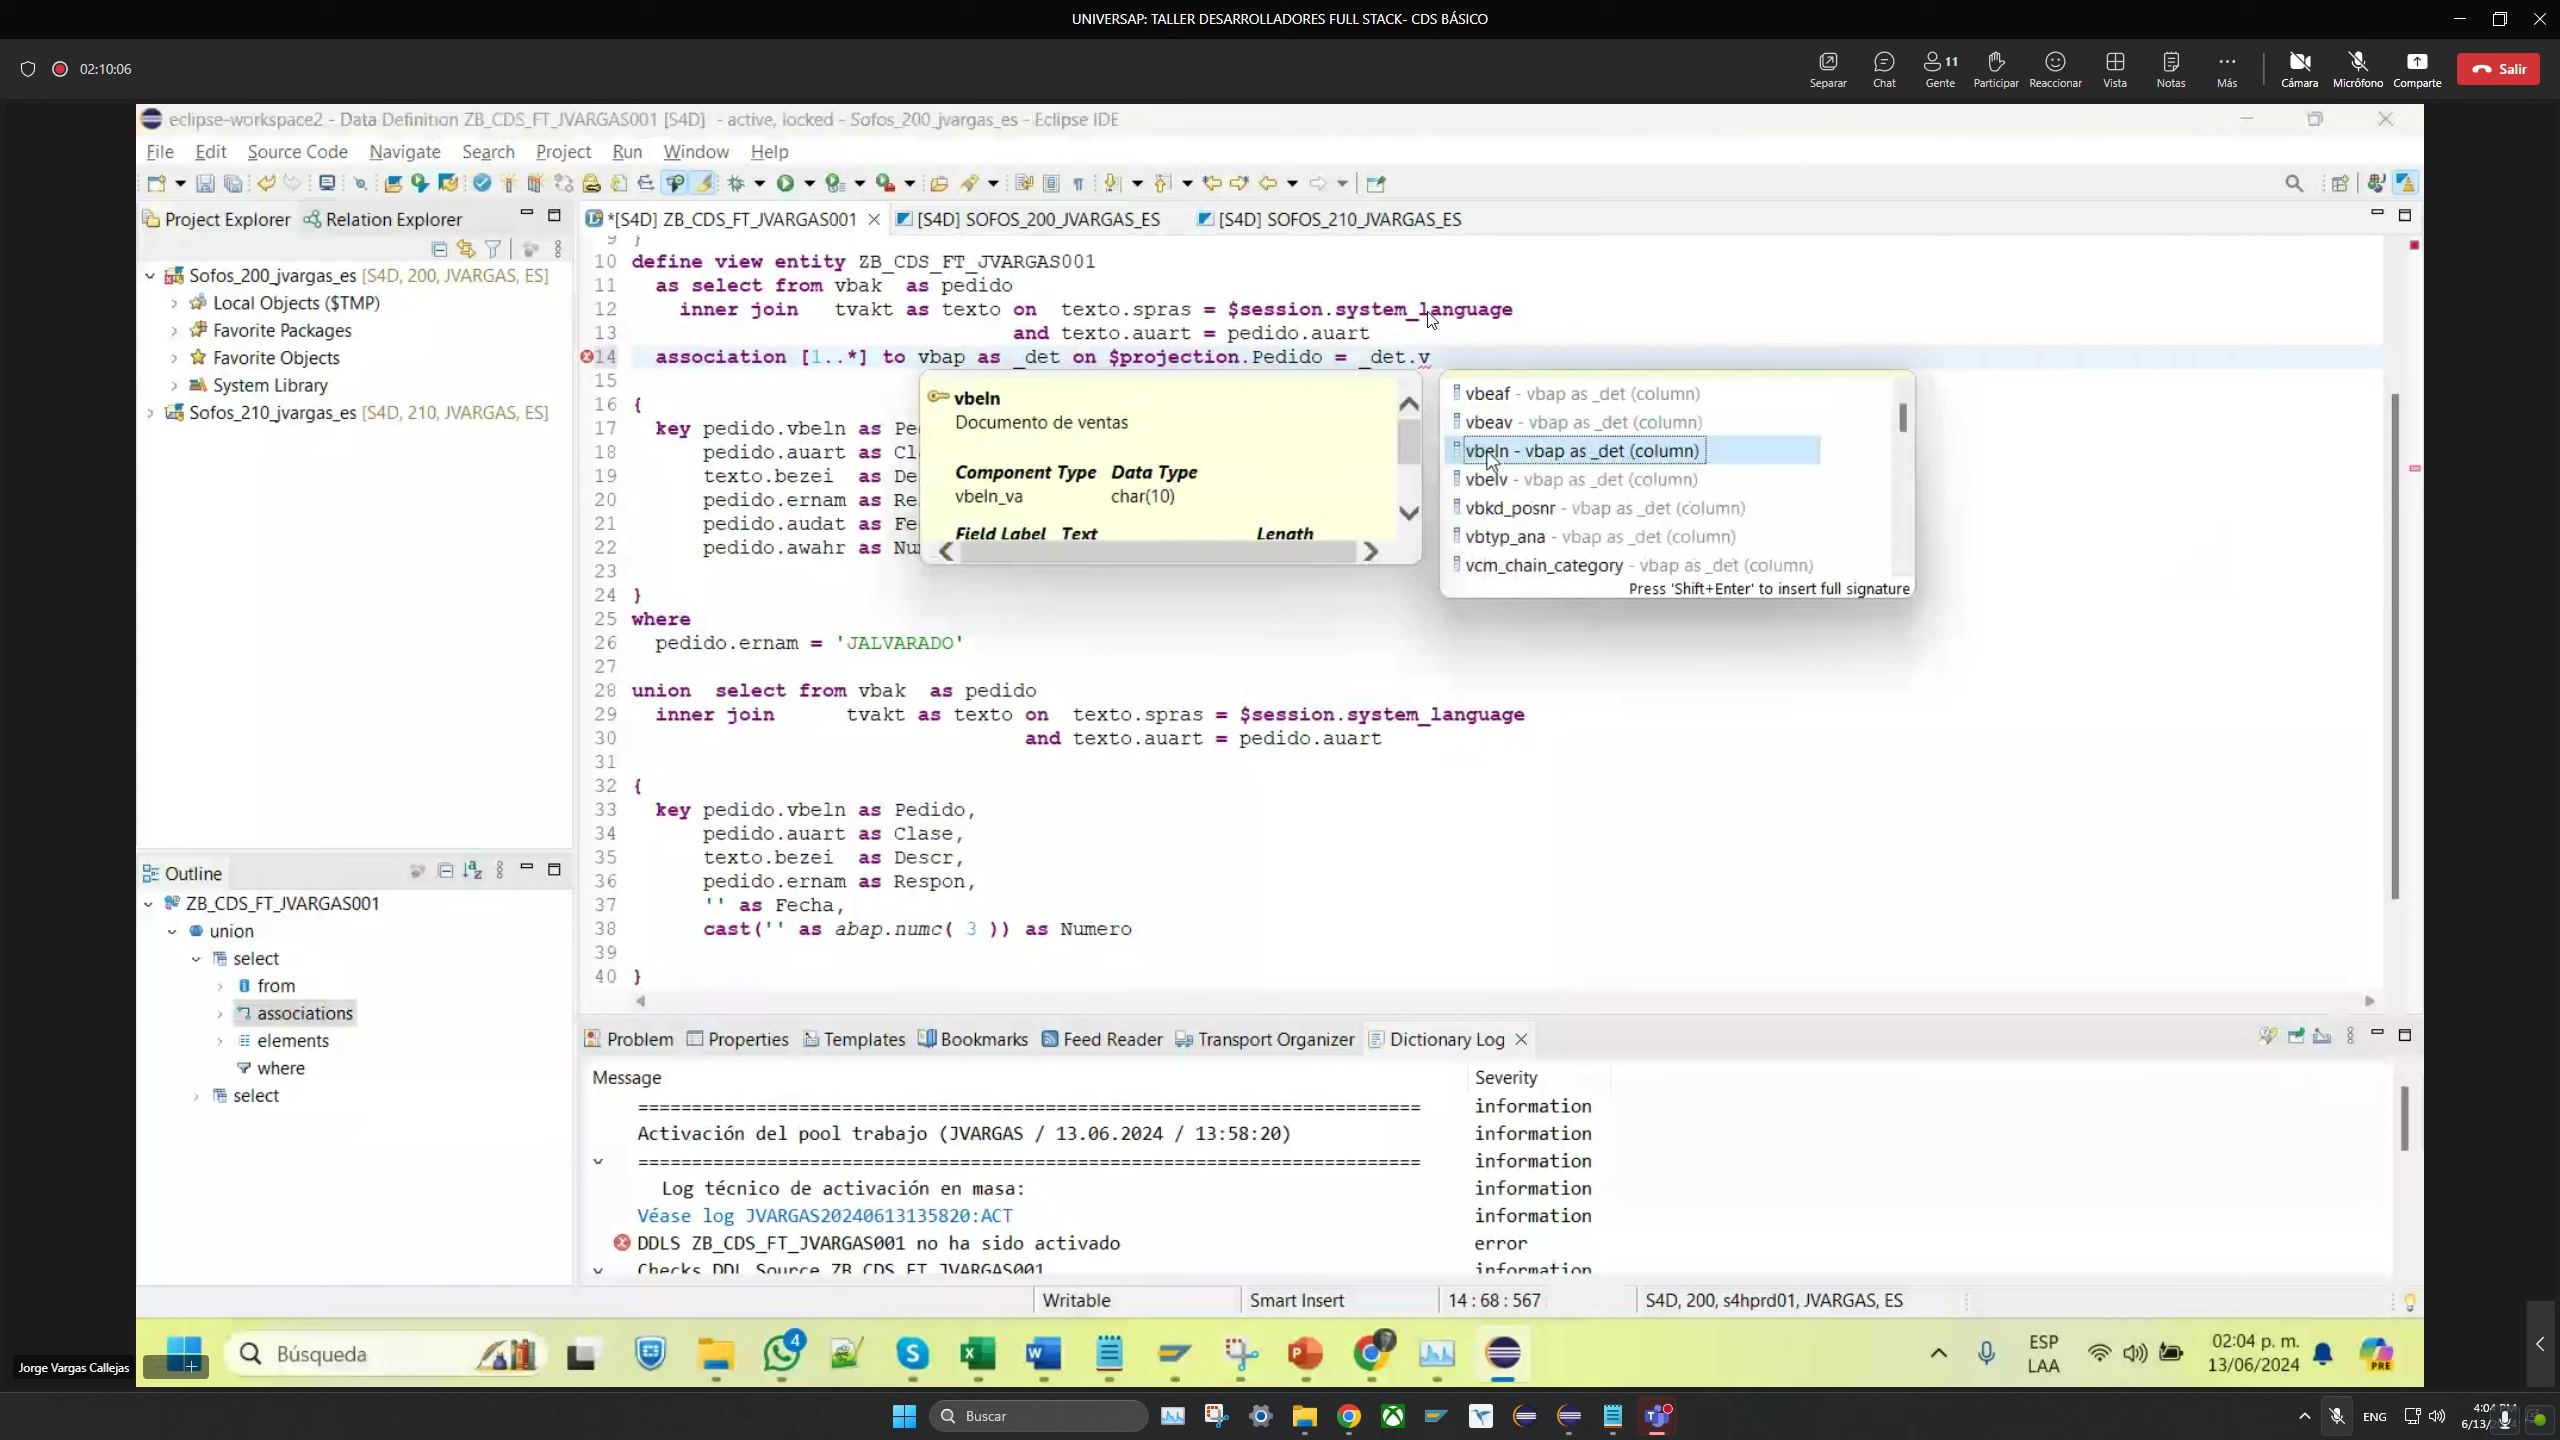 UNIVERSAP: TALLER DESARROLLADORES FULL STACK- CDS BÁSICO
02:10:06
Separar
Chat
11
Gente
Participar
Reaccionar
Vista
Notas
Más
Cámara
Micrófono
Comparte
Salir
eclipse-workspace2 - Data Definition ZB_CDS_FT_JVARGAS001 [S4D] - active, locked - Sofos_200_jvargas_es - Eclipse IDE
File Edit Source Code Navigate Search Project Run Window Help
Project Explorer Relation Explorer
*[S4D] ZB_CDS_FT_JVARGAS001 [S4D] SOFOS_200_JVARGAS_ES [S4D] SOFOS_210_JVARGAS_ES
Sofos_200_jvargas_es [S4D, 200, JVARGAS, ES]
Local Objects ($TMP)
Favorite Packages
Favorite Objects
System Library
Sofos_210_jvargas_es [S4D, 210, JVARGAS, ES]
9 }
10 define view entity ZB_CDS_FT_JVARGAS001
11 as select from vbak as pedido
12 inner join tvakt as texto on texto.spras = $session.system_language
13 and texto.auart = pedido.auart
14 association [1..*] to vbap as _det on $projection.Pedido = _det.v
15
16 {
17 key pedido.vbeln as Pe
18 pedido.auart as Cl
19 texto.bezei as De
20 pedido.ernam as Re
21 pedido.audat as Fe
22 pedido.awahr as Nu
23
24 }
25 where
26 pedido.ernam = 'JALVARADO'
27
28 union select from vbak as pedido
29 inner join tvakt as texto on texto.spras = $session.system_language
30 and texto.auart = pedido.auart
31
32 {
33 key pedido.vbeln as Pedido,
34 pedido.auart as Clase,
35 texto.bezei as Descr,
36 pedido.ernam as Respon,
37 '' as Fecha,
38 cast('' as abap.numc( 3 )) as Numero
39
40 }
vbeln
Documento de ventas
Component Type Data Type
vbeln_va char(10)
Field Label Text Length
vbeaf - vbap as _det (column)
vbeav - vbap as _det (column)
vbeln - vbap as _det (column)
vbelv - vbap as _det (column)
vbkd_posnr - vbap as _det (column)
vbtyp_ana - vbap as _det (column)
vcm_chain_category - vbap as _det (column)
Press 'Shift+Enter' to insert full signature
Outline
ZB_CDS_FT_JVARGAS001
union
select
from
associations
elements
where
select
Problem Properties Templates Bookmarks Feed Reader Transport Organizer Dictionary Log
Message Severity
================================================================== information
Activación del pool trabajo (JVARGAS / 13.06.2024 / 13:58:20) information
================================================================== information
Log técnico de activación en masa: information
Véase log JVARGAS20240613135820:ACT information
DDLS ZB_CDS_FT_JVARGAS001 no ha sido activado error
Checks DDL Source ZB_CDS_FT_JVARGAS001 information
Writable Smart Insert 14 : 68 : 567 S4D, 200, s4hprd01, JVARGAS, ES
Jorge Vargas Callejas
Búsqueda
4
ESP
LAA
02:04 p. m.
13/06/2024
PRE
Buscar
ENG
4:04
6/13/